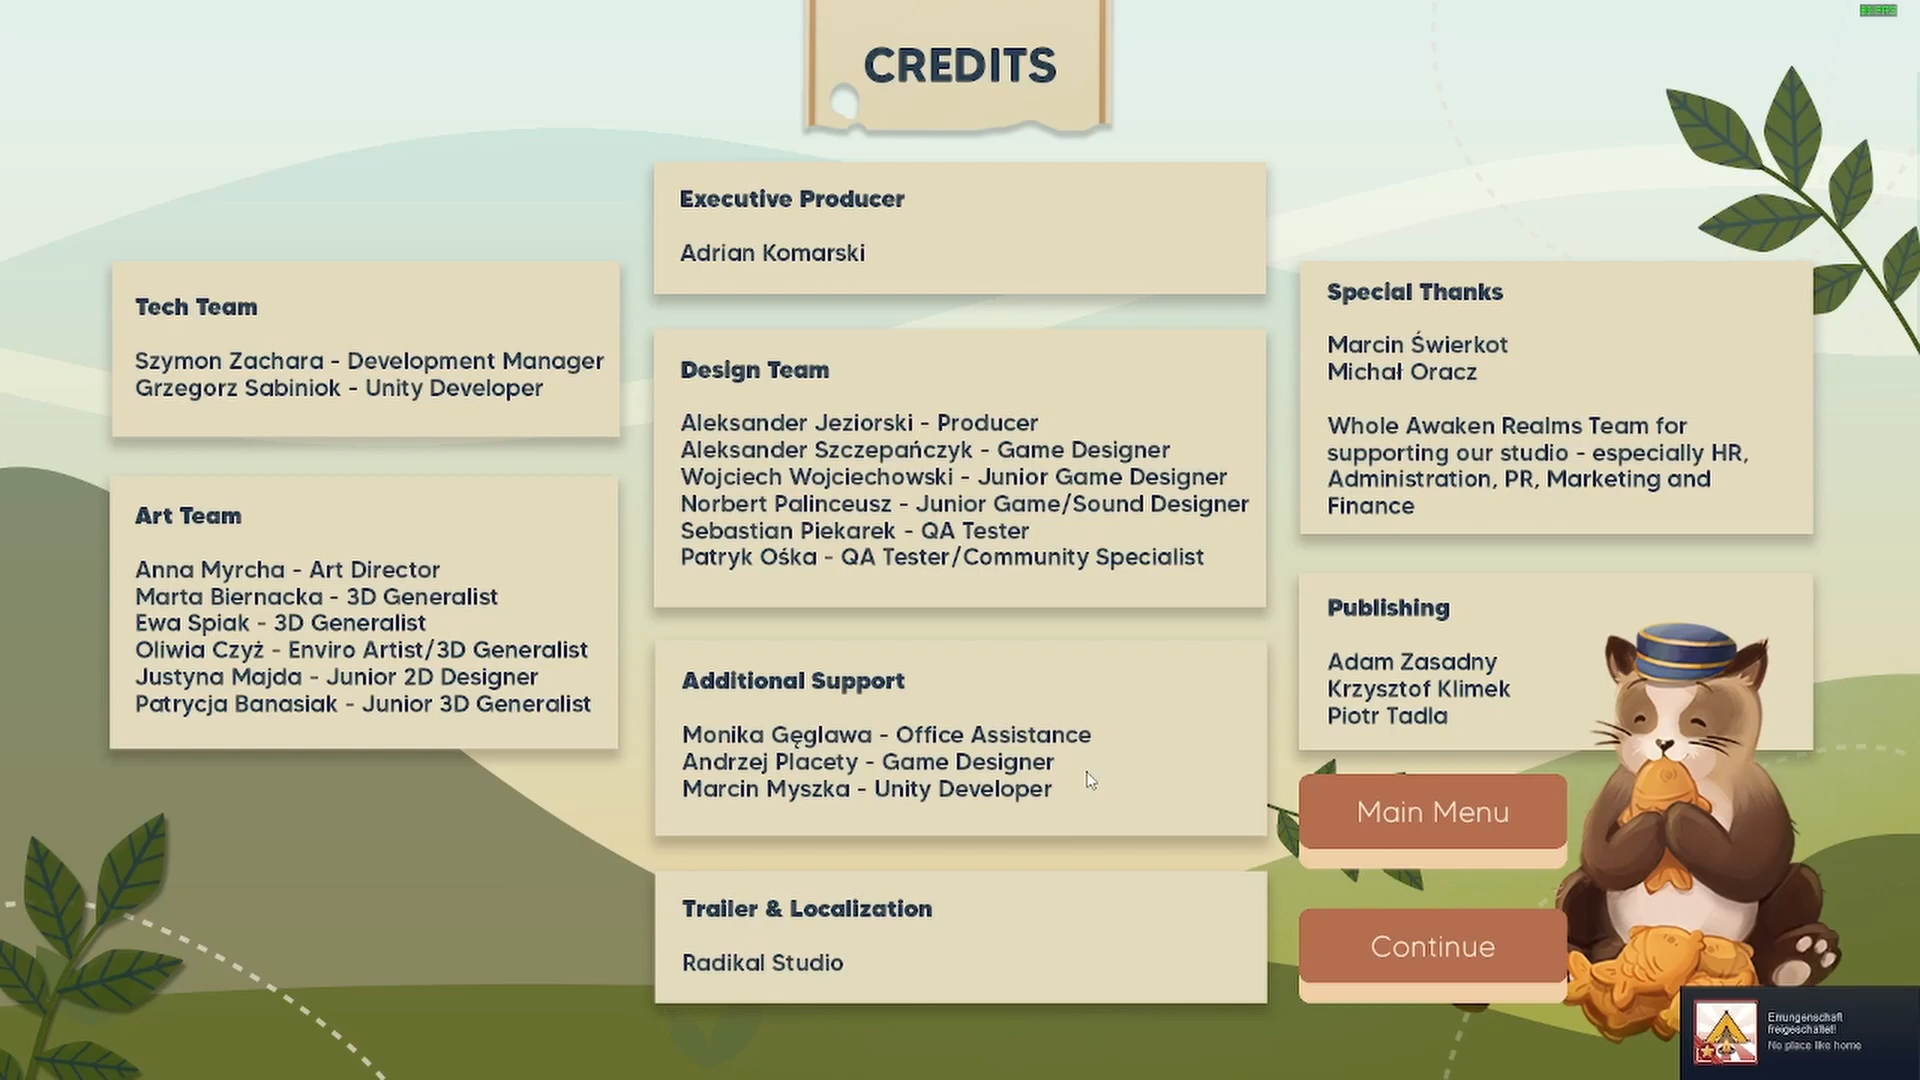 CREDITS
Executive Producer
Adrian Komarski
Tech Team
Szymon Zachara - Development Manager
Grzegorz Sabiniok - Unity Developer
Art Team
Anna Myrcha - Art Director
Marta Biernacka - 3D Generalist
Ewa Spiak - 3D Generalist
Oliwia Czyż - Enviro Artist/3D Generalist
Justyna Majda - Junior 2D Designer
Patrycja Banasiak - Junior 3D Generalist
Design Team
Aleksander Jeziorski - Producer
Aleksander Szczepańczyk - Game Designer
Wojciech Wojciechowski - Junior Game Designer
Norbert Palinceusz - Junior Game/Sound Designer
Sebastian Piekarek - QA Tester
Patryk Ośka - QA Tester/Community Specialist
Additional Support
Monika Gęglawa - Office Assistance
Andrzej Placety - Game Designer
Marcin Myszka - Unity Developer
Trailer & Localization
Radikal Studio
Special Thanks
Marcin Świerkot
Michał Oracz
Whole Awaken Realms Team for
supporting our studio - especially HR,
Administration, PR, Marketing and
Finance
Publishing
Adam Zasadny
Krzysztof Klimek
Piotr Tadla
Main Menu
Continue
Errungenschaft
freigeschaltet!
No place like home